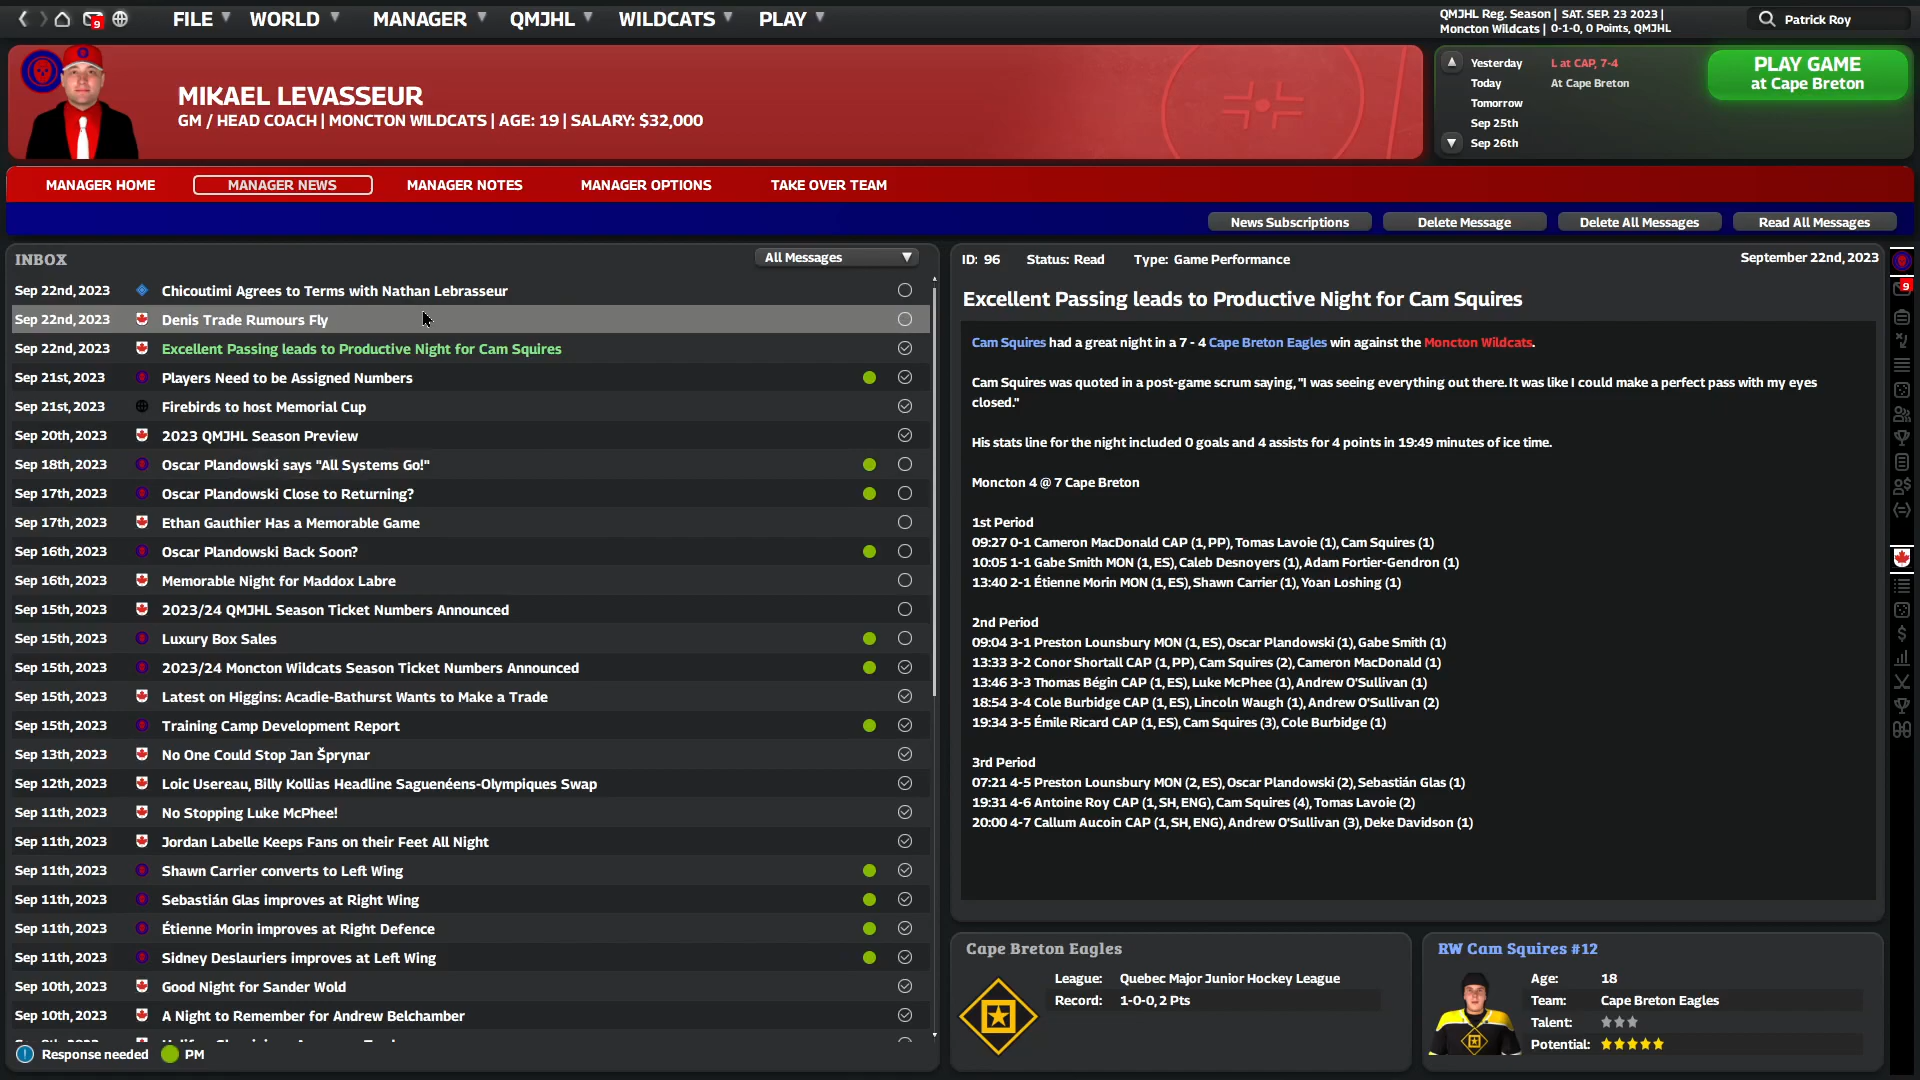 FILE
WORLD
MANAGER
QMJHL
WILDCATS
PLAY
9
QMJHL Reg. Season | SAT. SEP. 23 2023 |
Moncton Wildcats | 0-1-0, 0 Points, QMJHL
Patrick Roy
MIKAEL LEVASSEUR
GM / HEAD COACH | MONCTON WILDCATS | AGE: 19 | SALARY: $32,000
Yesterday L at CAP, 7-4
Today At Cape Breton
Tomorrow
Sep 25th
Sep 26th
PLAY GAME
at Cape Breton
MANAGER HOME
MANAGER NEWS
MANAGER NOTES
MANAGER OPTIONS
TAKE OVER TEAM
News Subscriptions
Delete Message
Delete All Messages
Read All Messages
INBOX
All Messages
Sep 22nd, 2023 Chicoutimi Agrees to Terms with Nathan Lebrasseur
Sep 22nd, 2023 Denis Trade Rumours Fly
Sep 22nd, 2023 Excellent Passing leads to Productive Night for Cam Squires
Sep 21st, 2023 Players Need to be Assigned Numbers
Sep 21st, 2023 Firebirds to host Memorial Cup
Sep 20th, 2023 2023 QMJHL Season Preview
Sep 18th, 2023 Oscar Plandowski says "All Systems Go!"
Sep 17th, 2023 Oscar Plandowski Close to Returning?
Sep 17th, 2023 Ethan Gauthier Has a Memorable Game
Sep 16th, 2023 Oscar Plandowski Back Soon?
Sep 16th, 2023 Memorable Night for Maddox Labre
Sep 15th, 2023 2023/24 QMJHL Season Ticket Numbers Announced
Sep 15th, 2023 Luxury Box Sales
Sep 15th, 2023 2023/24 Moncton Wildcats Season Ticket Numbers Announced
Sep 15th, 2023 Latest on Higgins: Acadie-Bathurst Wants to Make a Trade
Sep 15th, 2023 Training Camp Development Report
Sep 13th, 2023 No One Could Stop Jan Šprynar
Sep 12th, 2023 Loic Usereau, Billy Kollias Headline Saguenéens-Olympiques Swap
Sep 11th, 2023 No Stopping Luke McPhee!
Sep 11th, 2023 Jordan Labelle Keeps Fans on their Feet All Night
Sep 11th, 2023 Shawn Carrier converts to Left Wing
Sep 11th, 2023 Sebastián Glas improves at Right Wing
Sep 11th, 2023 Étienne Morin improves at Right Defence
Sep 11th, 2023 Sidney Deslauriers improves at Left Wing
Sep 10th, 2023 Good Night for Sander Wold
Sep 10th, 2023 A Night to Remember for Andrew Belchamber
Response needed
PM
ID: 96 Status: Read Type: Game Performance
September 22nd, 2023
Excellent Passing leads to Productive Night for Cam Squires
Cam Squires had a great night in a 7 - 4 Cape Breton Eagles win against the Moncton Wildcats.
Cam Squires was quoted in a post-game scrum saying, "I was seeing everything out there. It was like I could make a perfect pass with my eyes
closed."
His stats line for the night included 0 goals and 4 assists for 4 points in 19:49 minutes of ice time.
Moncton 4 @ 7 Cape Breton
1st Period
09:27 0-1 Cameron MacDonald CAP (1, PP), Tomas Lavoie (1), Cam Squires (1)
10:05 1-1 Gabe Smith MON (1, ES), Caleb Desnoyers (1), Adam Fortier-Gendron (1)
13:40 2-1 Étienne Morin MON (1, ES), Shawn Carrier (1), Yoan Loshing (1)
2nd Period
09:04 3-1 Preston Lounsbury MON (1, ES), Oscar Plandowski (1), Gabe Smith (1)
13:33 3-2 Conor Shortall CAP (1, PP), Cam Squires (2), Cameron MacDonald (1)
13:46 3-3 Thomas Bégin CAP (1, ES), Luke McPhee (1), Andrew O'Sullivan (1)
18:54 3-4 Cole Burbidge CAP (1, ES), Lincoln Waugh (1), Andrew O'Sullivan (2)
19:34 3-5 Émile Ricard CAP (1, ES), Cam Squires (3), Cole Burbidge (1)
3rd Period
07:21 4-5 Preston Lounsbury MON (2, ES), Oscar Plandowski (2), Sebastián Glas (1)
19:31 4-6 Antoine Roy CAP (1, SH, ENG), Cam Squires (4), Tomas Lavoie (2)
20:00 4-7 Callum Aucoin CAP (1, SH, ENG), Andrew O'Sullivan (3), Deke Davidson (1)
Cape Breton Eagles
League: Quebec Major Junior Hockey League
Record: 1-0-0, 2 Pts
RW Cam Squires #12
Age: 18
Team: Cape Breton Eagles
Talent:
Potential:
9